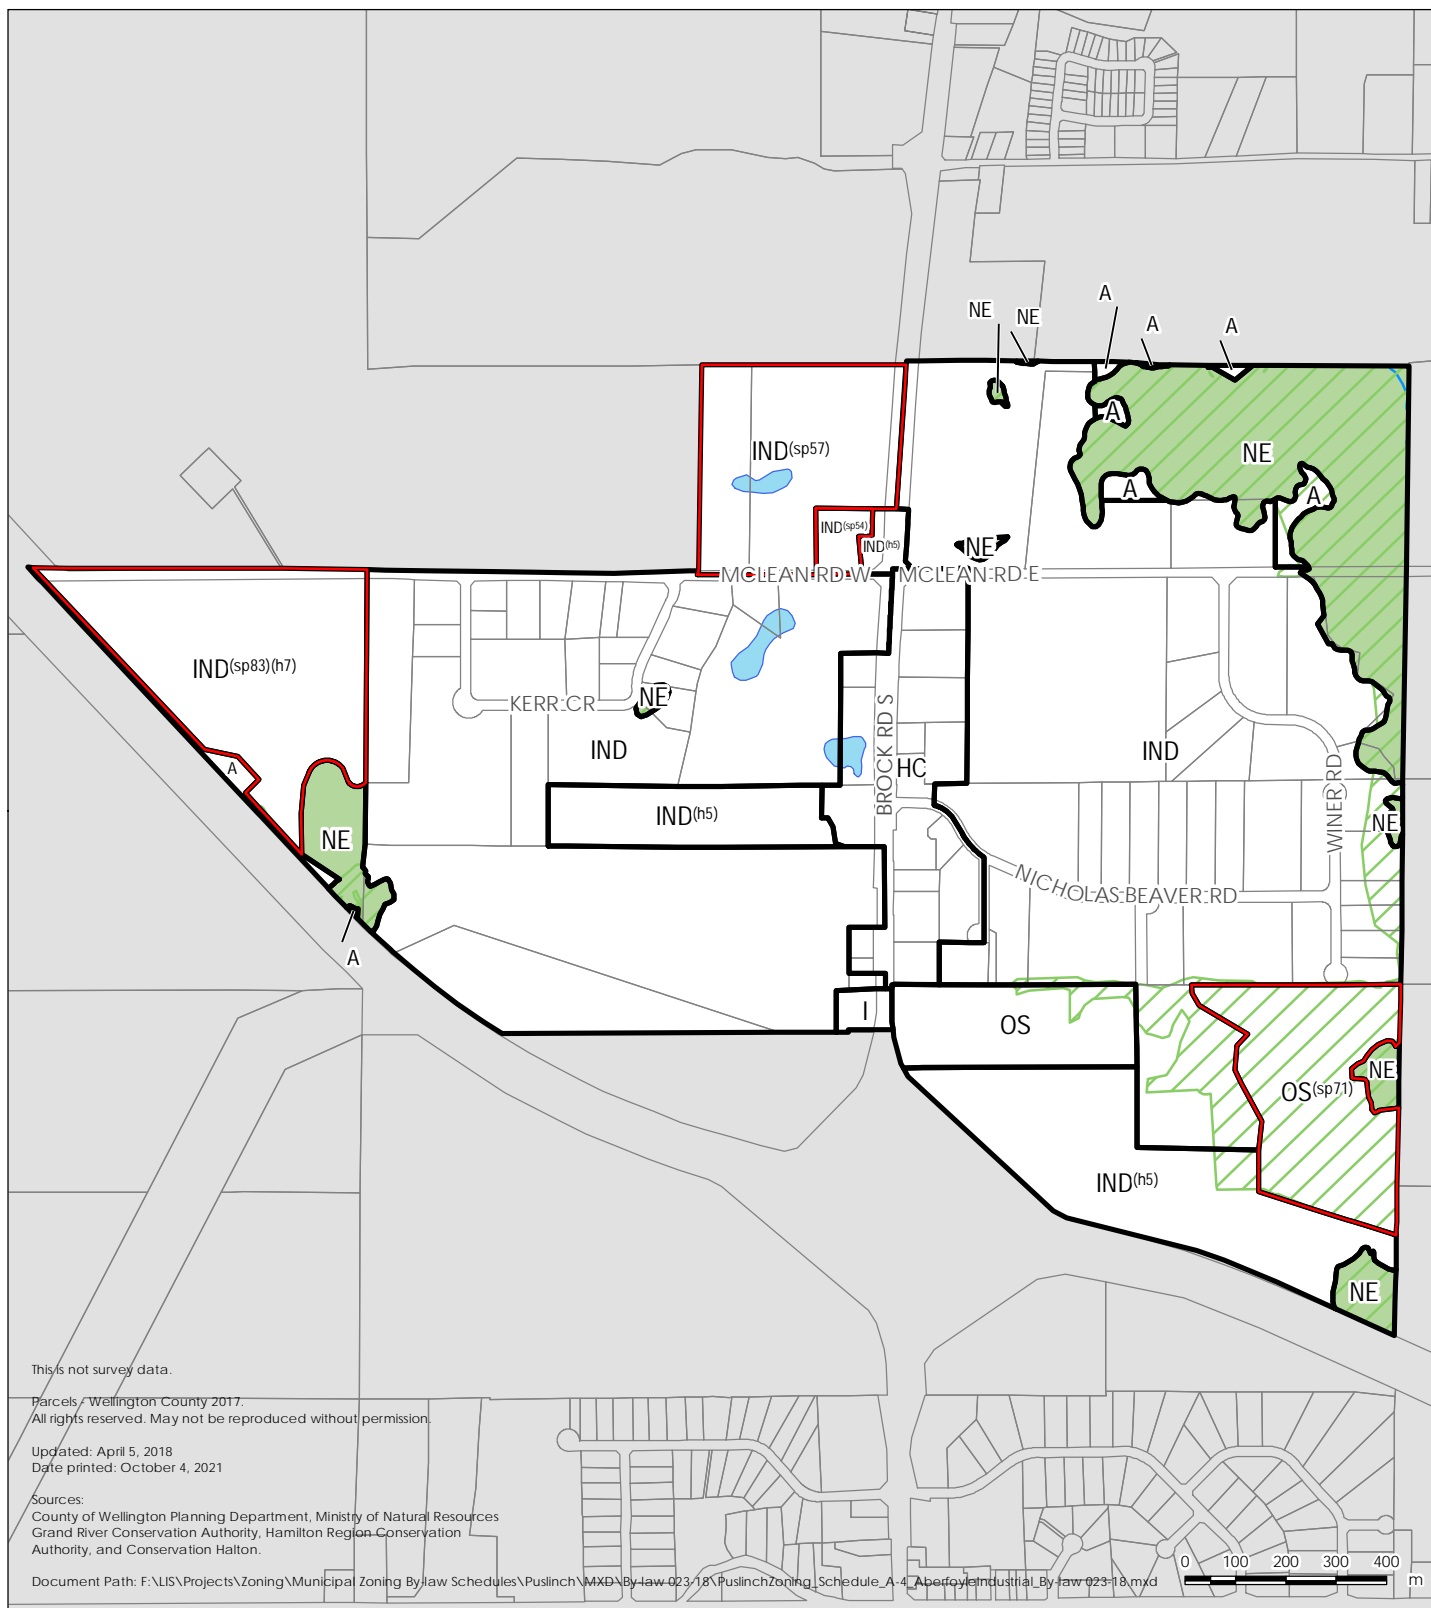 A
NE
NE
A
A
A
IND(sp57)
NE
A
A
IND(sp54)
IND(h5)
NE
MCLEAN RD W
MCLEAN RD E
IND(sp83)(h7)
NE
KERR CR
IND
IND
BROCK RD S
HC
A
IND(h5)
WINER RD
NE
NE
NICHOLAS BEAVER RD
A
I
OS
NE
OS(sp71)
IND(h5)
NE
This is not survey data.
Parcels - Wellington County 2017.
All rights reserved. May not be reproduced without permission.
Updated: April 5, 2018
Date printed: October 4, 2021
Sources:
County of Wellington Planning Department, Ministry of Natural Resources
Grand River Conservation Authority, Hamilton Region Conservation
Authority, and Conservation Halton.
0 100 200 300 400
m
Document Path: F:\LIS\Projects\Zoning\Municipal Zoning By-law Schedules\Puslinch\MXD\By-law 023-18\PuslinchZoning_Schedule_A-4_AberfoyleIndustrial_By-law 023-18.mxd